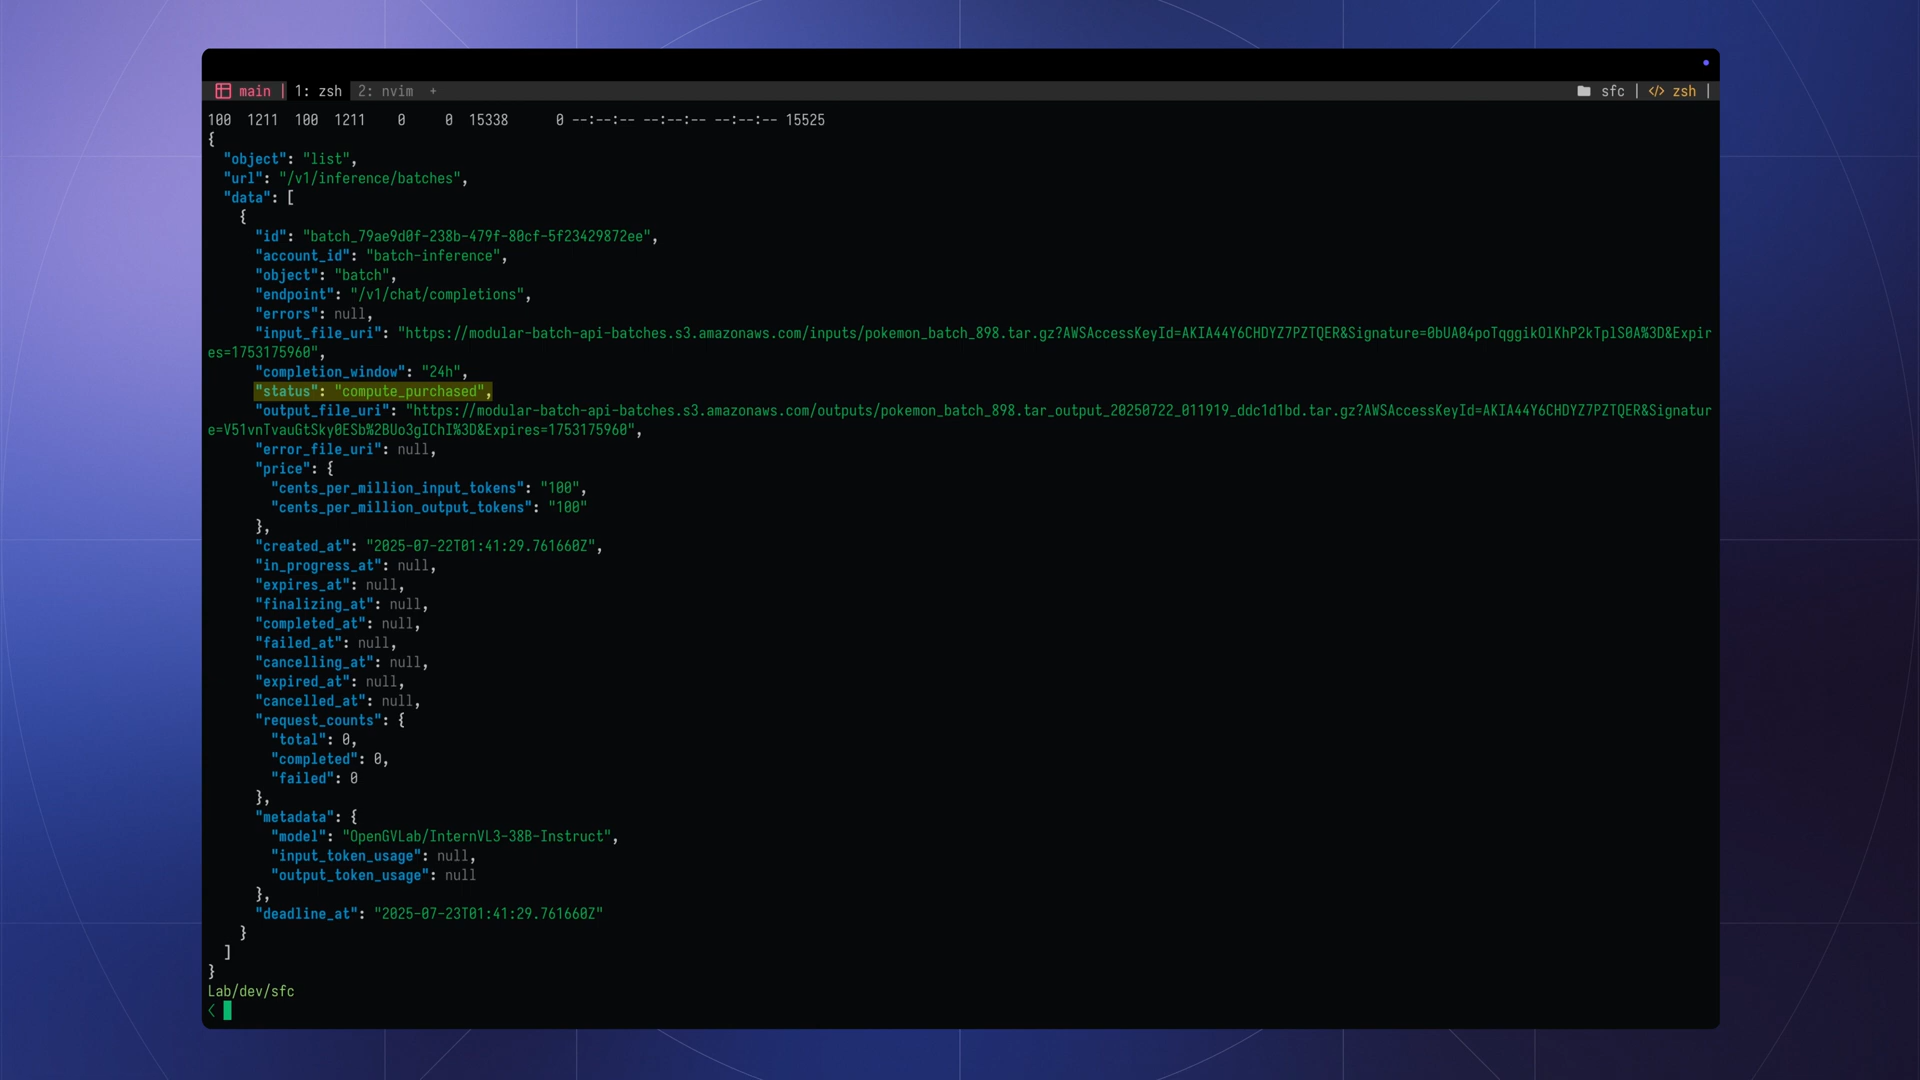 main | 1: zsh 2: nvim + sfc | </> zsh |
100 1211 100 1211 0 0 15338 0 --:--:-- --:--:-- --:--:-- 15525
{
"object": "list",
"url": "/v1/inference/batches",
"data": [
{
"id": "batch_79ae9d0f-238b-479f-80cf-5f23429872ee",
"account_id": "batch-inference",
"object": "batch",
"endpoint": "/v1/chat/completions",
"errors": null,
"input_file_uri": "https://modular-batch-api-batches.s3.amazonaws.com/inputs/pokemon_batch_898.tar.gz?AWSAccessKeyId=AKIA44Y6CHDYZ7PZTQER&Signature=0bUA04poTqggikOlKhP2kTplS0A%3D&Expir
es=1753175960",
"completion_window": "24h",
"status": "compute_purchased",
"output_file_uri": "https://modular-batch-api-batches.s3.amazonaws.com/outputs/pokemon_batch_898.tar_output_20250722_011919_ddc1d1bd.tar.gz?AWSAccessKeyId=AKIA44Y6CHDYZ7PZTQER&Signatur
e=V51vnTvauGtSky0ESb%2BUo3gIChI%3D&Expires=1753175960",
"error_file_uri": null,
"price": {
"cents_per_million_input_tokens": "100",
"cents_per_million_output_tokens": "100"
},
"created_at": "2025-07-22T01:41:29.761660Z",
"in_progress_at": null,
"expires_at": null,
"finalizing_at": null,
"completed_at": null,
"failed_at": null,
"cancelling_at": null,
"expired_at": null,
"cancelled_at": null,
"request_counts": {
"total": 0,
"completed": 0,
"failed": 0
},
"metadata": {
"model": "OpenGVLab/InternVL3-38B-Instruct",
"input_token_usage": null,
"output_token_usage": null
},
"deadline_at": "2025-07-23T01:41:29.761660Z"
}
]
}
Lab/dev/sfc
<